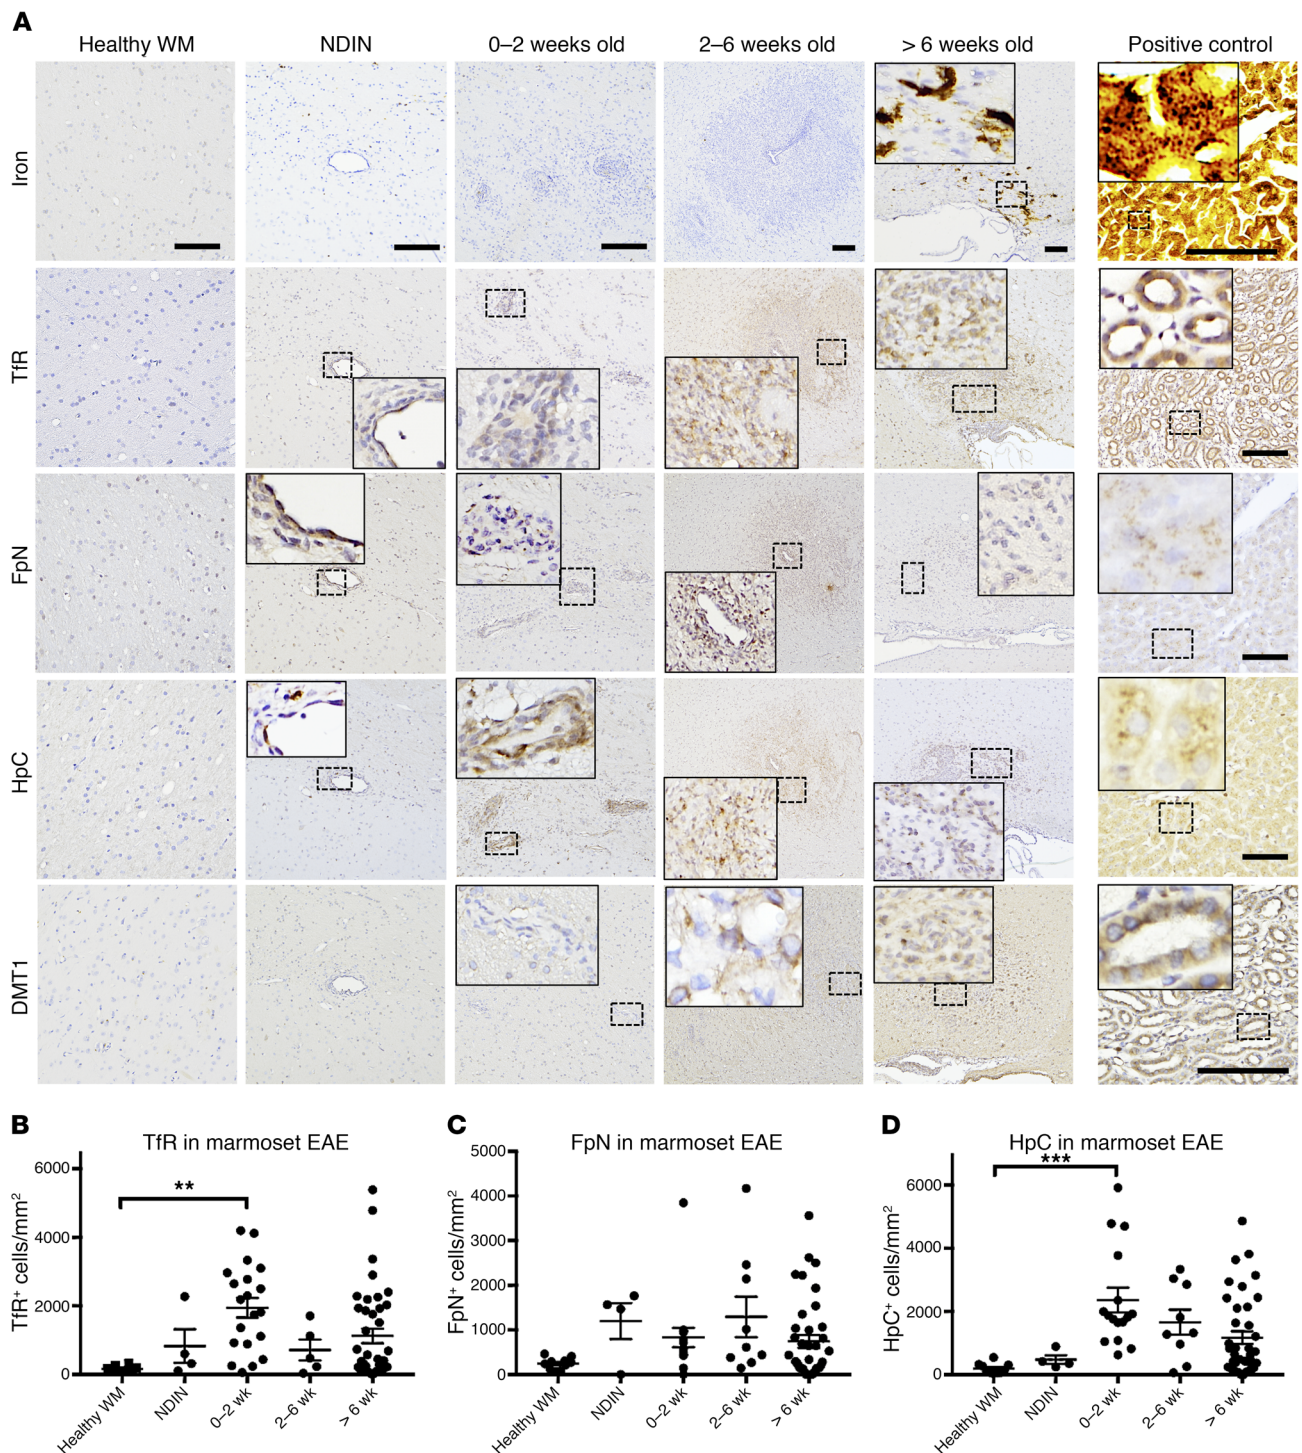 A
Healthy WM
NDIN
0–2 weeks old
2–6 weeks old
> 6 weeks old
Positive control
Iron
TfR
FpN
HpC
DMT1
B
TfR in marmoset EAE
TfR⁺ cells/mm²
6000
4000
2000
0
**
Healthy WM
NDIN
0–2 wk
2–6 wk
> 6 wk
C
FpN in marmoset EAE
FpN⁺ cells/mm²
5000
4000
3000
2000
1000
0
Healthy WM
NDIN
0–2 wk
2–6 wk
> 6 wk
D
HpC in marmoset EAE
HpC⁺ cells/mm²
6000
4000
2000
0
***
Healthy WM
NDIN
0–2 wk
2–6 wk
> 6 wk